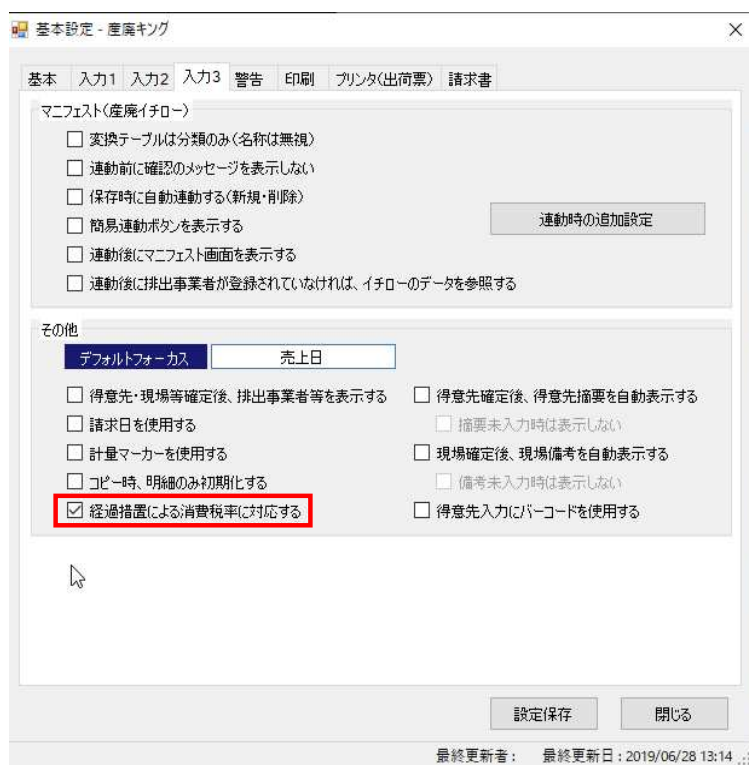 基本設定 - 産廃キング
基本 入力1 入力2 入力3 警告 印刷 プリンタ(出荷票) 請求書
マニフェスト(産廃イチロー)
変換テーブルは分類のみ(名称は無視)
連動前に確認のメッセージを表示しない
保存時に自動連動する(新規・削除)
簡易連動ボタンを表示する
連動時の追加設定
連動後にマニフェスト画面を表示する
連動後に排出事業者が登録されていなければ、イチローのデータを参照する
その他
デフォルトフォーカス 売上日
得意先・現場等確定後、排出事業者等を表示する
請求日を使用する
計量マーカーを使用する
コピー時、明細のみ初期化する
経過措置による消費税率に対応する
得意先確定後、得意先摘要を自動表示する
摘要未入力時は表示しない
現場確定後、現場備考を自動表示する
備考未入力時は表示しない
得意先入力にバーコードを使用する
設定保存 閉じる
最終更新者: 最終更新日:2019/06/28 13:14